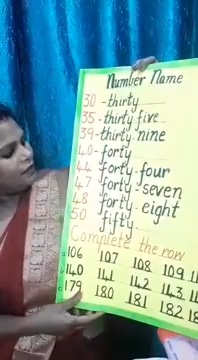 Number Name
30 - thirty
35 - thirty five
39 - thirty nine
40 - forty
44 forty-four
47 forty-seven
48 forty-eight
50 fifty
Complete the row
106 107 108 109
140 141 142 143
179 180 181 182